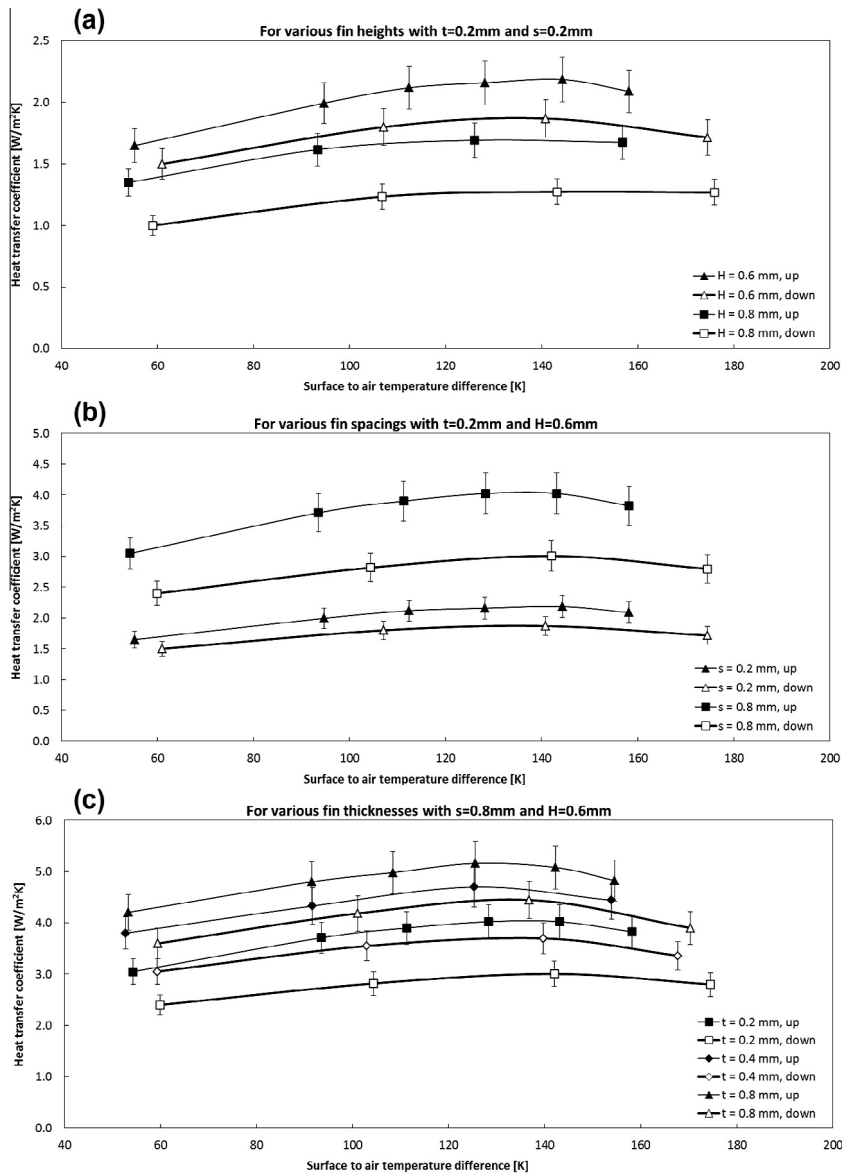 (a)
For various fin heights with t=0.2mm and s=0.2mm
Heat transfer coefficient [W/m²K]
2.5
2.0
1.5
1.0
0.5
0.0
H = 0.6 mm, up
H = 0.6 mm, down
H = 0.8 mm, up
H = 0.8 mm, down
40 60 80 100 120 140 160 180 200
Surface to air temperature difference [K]
(b)
For various fin spacings with t=0.2mm and H=0.6mm
Heat transfer coefficient [W/m²K]
5.0
4.5
4.0
3.5
3.0
2.5
2.0
1.5
1.0
0.5
0.0
s = 0.2 mm, up
s = 0.2 mm, down
s = 0.8 mm, up
s = 0.8 mm, down
40 60 80 100 120 140 160 180 200
Surface to air temperature difference [K]
(c)
For various fin thicknesses with s=0.8mm and H=0.6mm
Heat transfer coefficient [W/m²K]
6.0
5.0
4.0
3.0
2.0
1.0
0.0
t = 0.2 mm, up
t = 0.2 mm, down
t = 0.4 mm, up
t = 0.4 mm, down
t = 0.8 mm, up
t = 0.8 mm, down
40 60 80 100 120 140 160 180 200
Surface to air temperature difference [K]